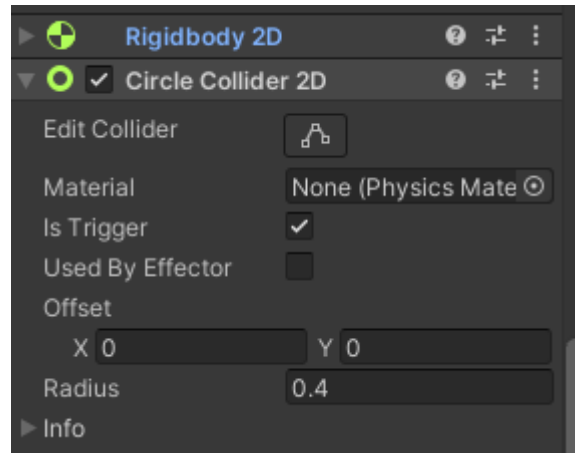 Rigidbody 2D
Circle Collider 2D
Edit Collider
Material None (Physics Mate
Is Trigger
Used By Effector
Offset
X 0 Y 0
Radius 0.4
Info